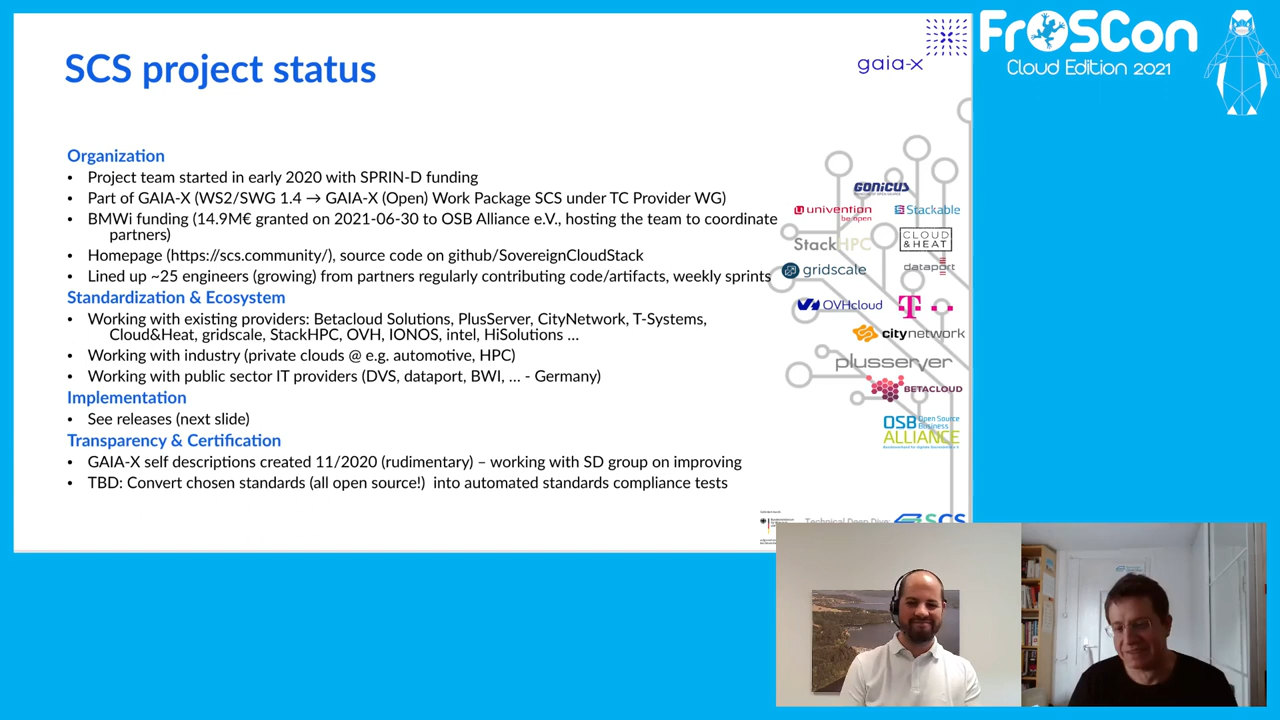 SCS project status
gaia-x
FrOSCon
Cloud Edition 2021
Organization
• Project team started in early 2020 with SPRIN-D funding
• Part of GAIA-X (WS2/SWG 1.4 → GAIA-X (Open) Work Package SCS under TC Provider WG)
• BMWi funding (14.9M€ granted on 2021-06-30 to OSB Alliance e.V., hosting the team to coordinate
partners)
• Homepage (https://scs.community/), source code on github/SovereignCloudStack
• Lined up ~25 engineers (growing) from partners regularly contributing code/artifacts, weekly sprints
Standardization & Ecosystem
• Working with existing providers: Betacloud Solutions, PlusServer, CityNetwork, T-Systems,
Cloud&Heat, gridscale, StackHPC, OVH, IONOS, intel, HiSolutions ...
• Working with industry (private clouds @ e.g. automotive, HPC)
• Working with public sector IT providers (DVS, dataport, BWI, ... - Germany)
Implementation
• See releases (next slide)
Transparency & Certification
• GAIA-X self descriptions created 11/2020 (rudimentary) – working with SD group on improving
• TBD: Convert chosen standards (all open source!) into automated standards compliance tests
GONICUS
univention
be open
Stackable
StackHPC
CLOUD
&HEAT
gridscale
dataport
OVHcloud
T
citynetwork
plusserver
BETACLOUD
OSB Open Source
Business
ALLIANCE
Technical Deep Dive:
SCS